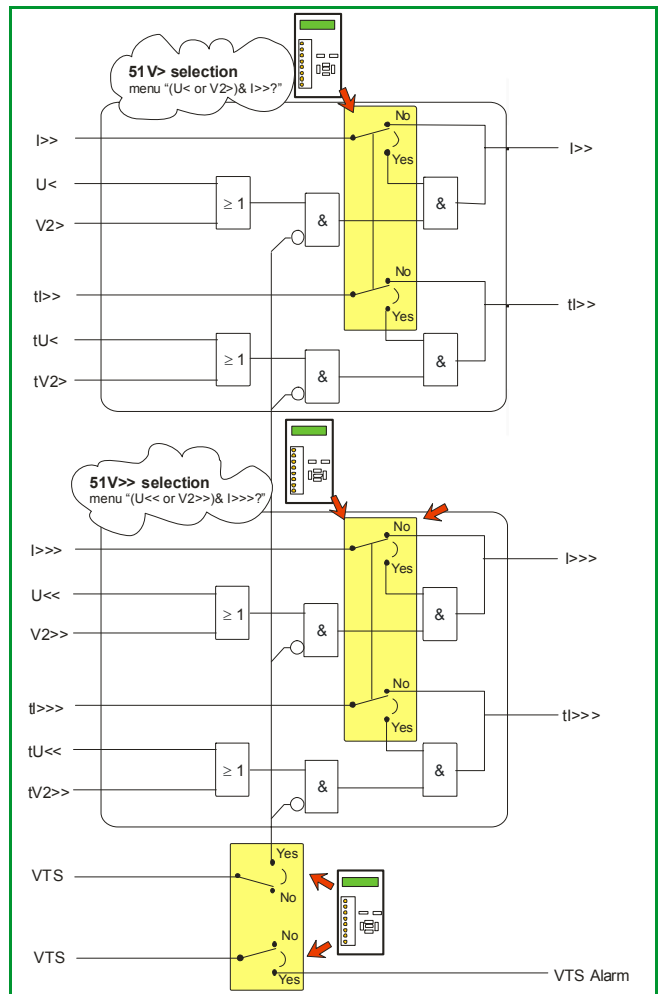 51V> selection
menu “(U< or V2>)& I>>?”
No
I>>
I>>
Yes
U<
≥ 1
&
&
V2>
No
tI>>
tI>>
Yes
tU<
≥ 1
&
&
tV2>
51V>> selection
menu “(U<< or V2>>)& I>>>?”
No
I>>>
I>>>
Yes
U<<
≥ 1
&
&
V2>>
No
tI>>>
tI>>>
Yes
tU<<
≥ 1
&
&
tV2>>
Yes
VTS
No
No
VTS
Yes
VTS Alarm